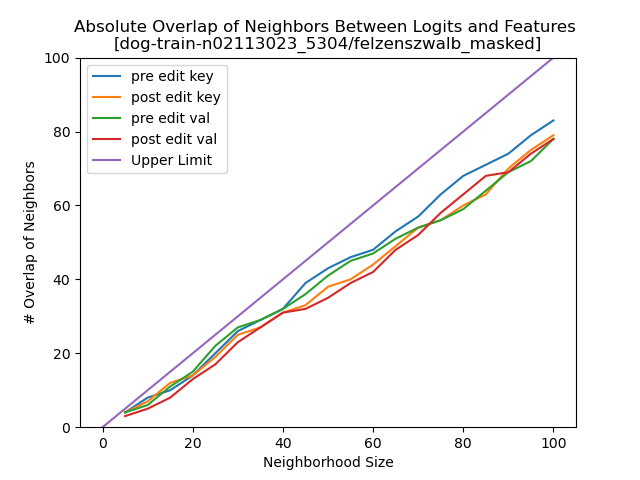 Absolute Overlap of Neighbors Between Logits and Features
[dog-train-n02113023_5304/felzenszwalb_masked]
pre edit key
post edit key
pre edit val
post edit val
Upper Limit
# Overlap of Neighbors
100
80
60
40
20
0
0 20 40 60 80 100
Neighborhood Size